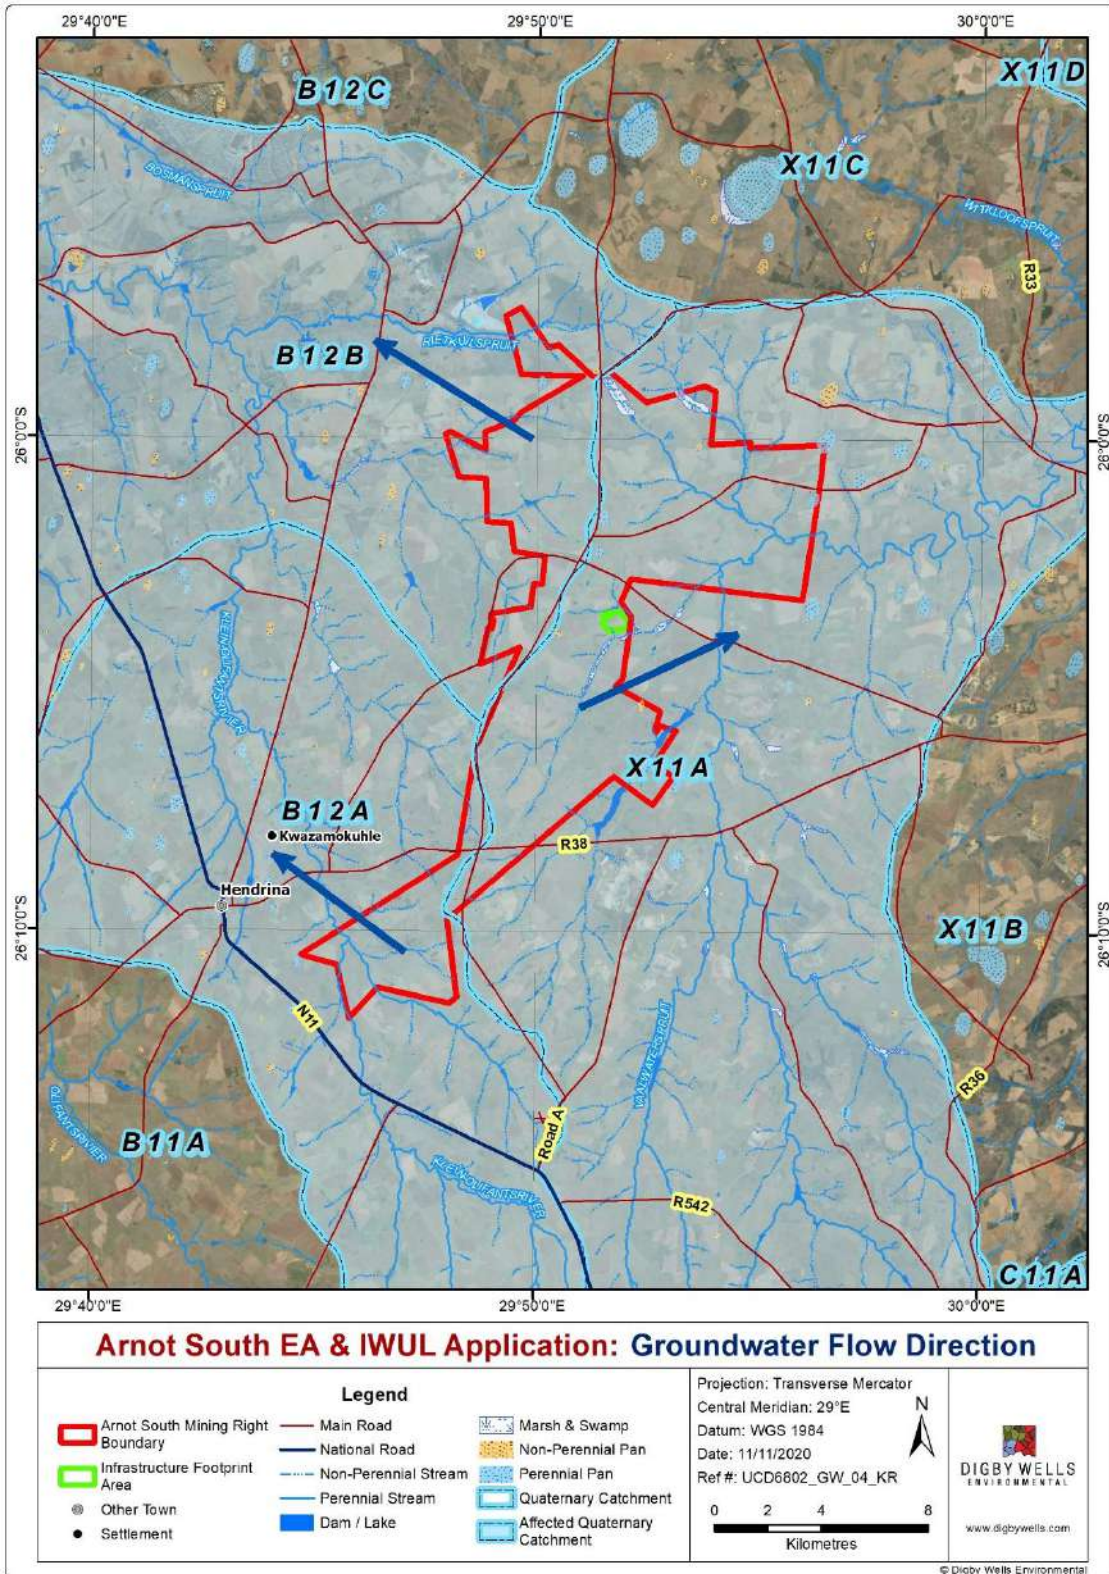 29°40'0"E
29°50'0"E
30°0'0"E
B12C
X11D
X11C
BOSMANSPRUIT
WITKLOOFSPRUIT
R33
B12B
RIETKUILSPRUIT
26°0'0"S
26°0'0"S
KLEIN-OLIFANTSRIVIER
X11A
B12A
Kwazamokuhle
R38
Hendrina
26°10'0"S
26°10'0"S
X11B
N11
VAALWATERSPRUIT
R36
OLIFANTSRIVIER
B11A
Road A
KLEIN-OLIFANTSRIVER
R542
C11A
29°40'0"E
29°50'0"E
30°0'0"E
Arnot South EA & IWUL Application: Groundwater Flow Direction
Legend
Arnot South Mining Right
Boundary
Infrastructure Footprint
Area
Other Town
Settlement
Main Road
National Road
Non-Perennial Stream
Perennial Stream
Dam / Lake
Marsh & Swamp
Non-Perennial Pan
Perennial Pan
Quaternary Catchment
Affected Quaternary
Catchment
Projection: Transverse Mercator
Central Meridian: 29°E
Datum: WGS 1984
Date: 11/11/2020
Ref #: UCD6802_GW_04_KR
N
0 2 4 8
Kilometres
DIGBY WELLS
ENVIRONMENTAL
www.digbywells.com
© Digby Wells Environmental